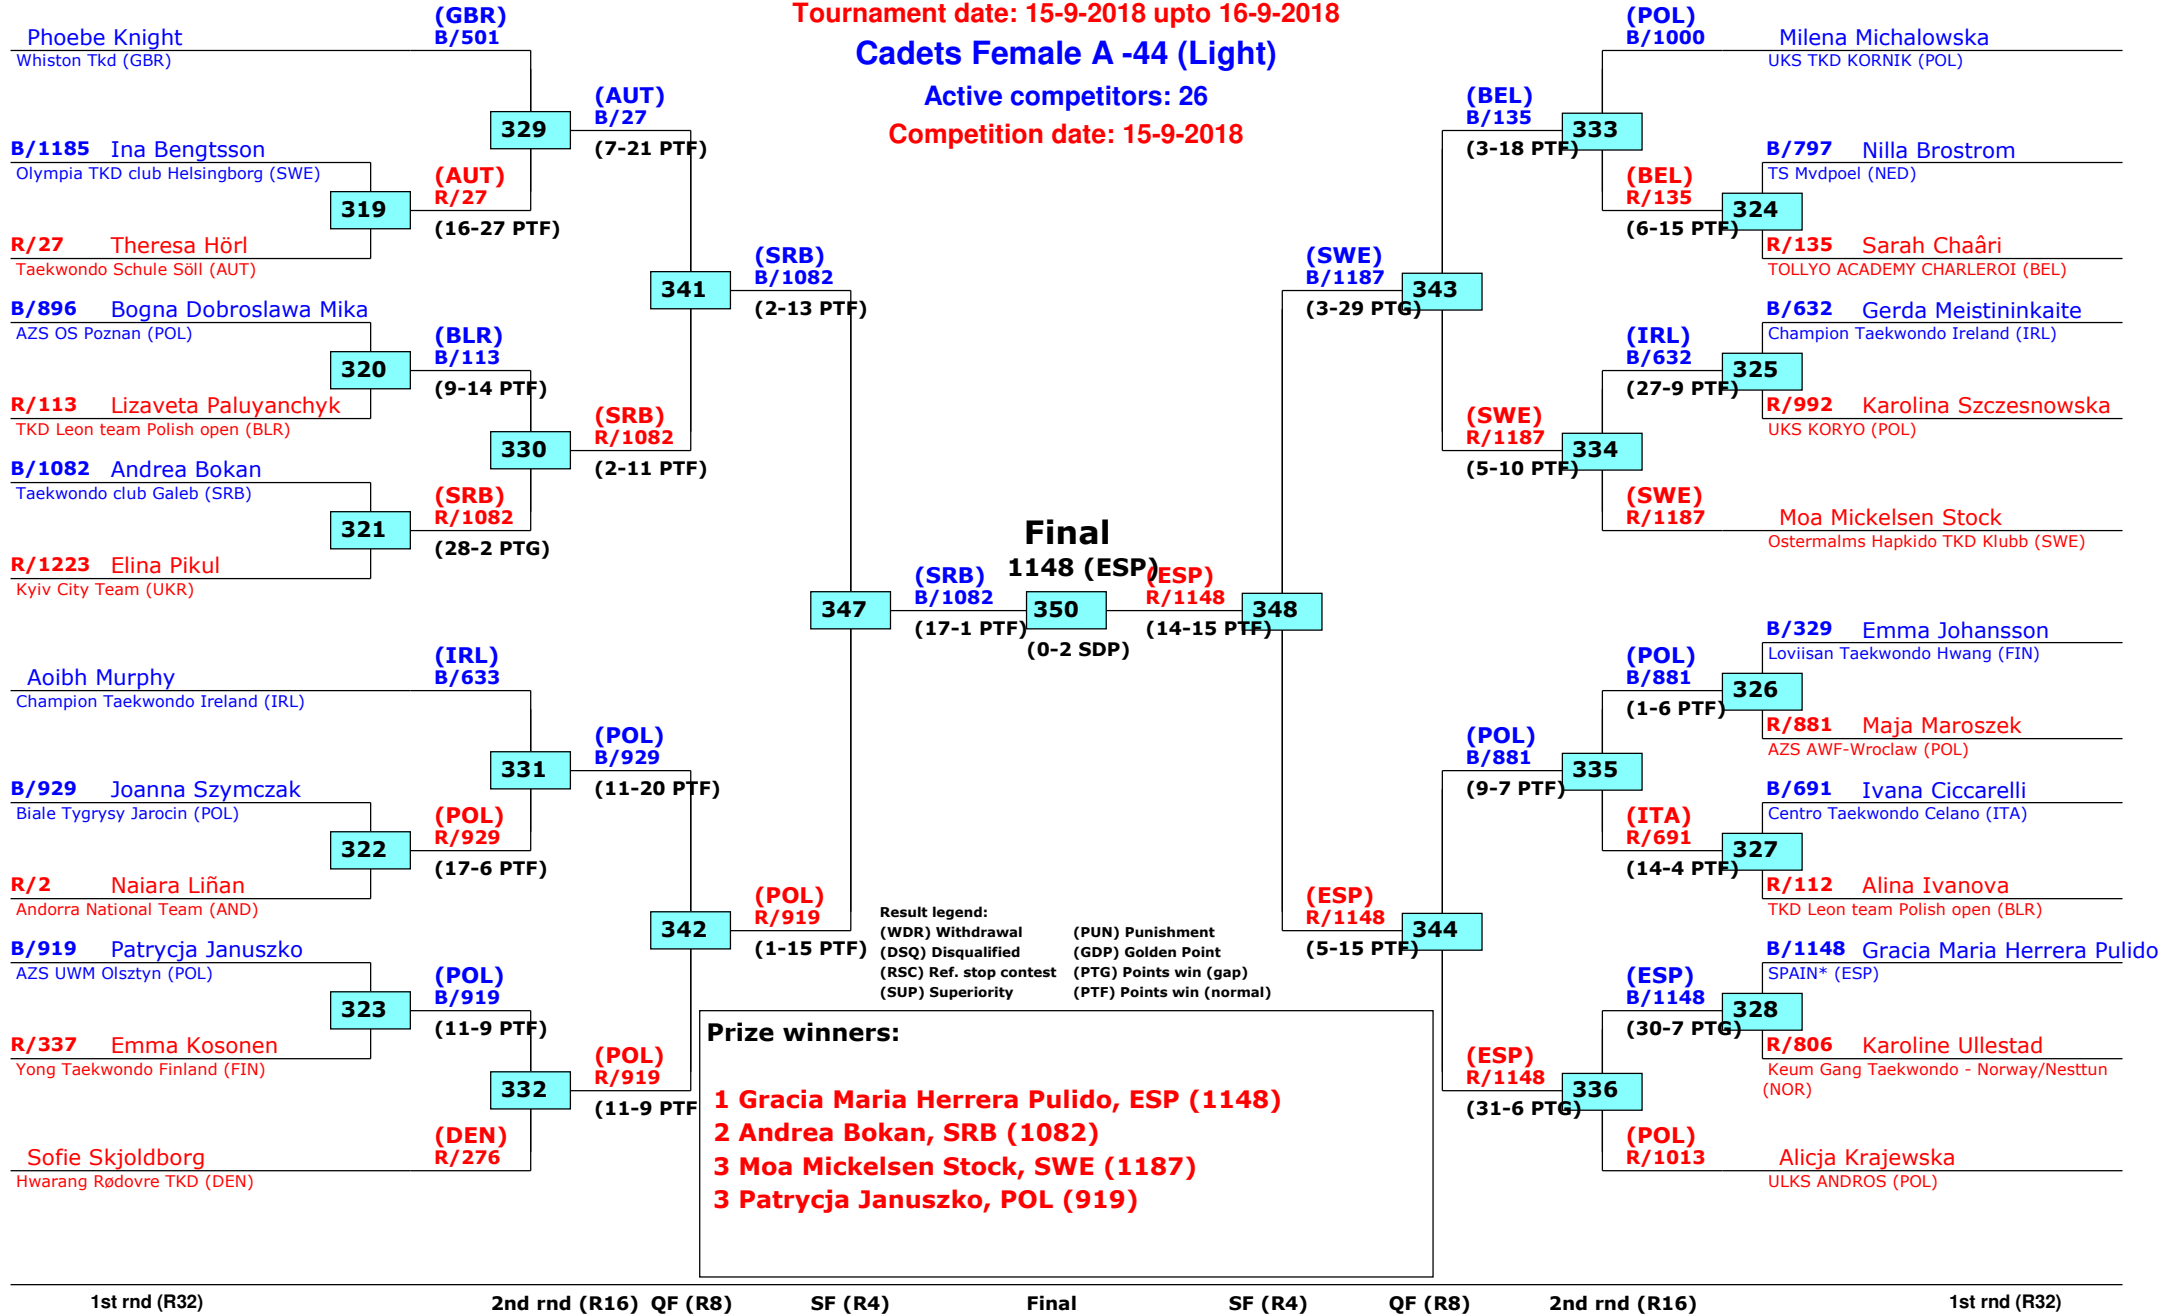 Tournament date: 15-9-2018 upto 16-9-2018
Cadets Female A -44 (Light)
Active competitors: 26
Competition date: 15-9-2018
Phoebe Knight
Whiston Tkd (GBR)
(GBR)
B/501
B/1185 Ina Bengtsson
Olympia TKD club Helsingborg (SWE)
319
R/27 Theresa Hörl
Taekwondo Schule Söll (AUT)
(AUT)
R/27
(16-27 PTF)
329
(AUT)
B/27
(7-21 PTF)
B/896 Bogna Dobroslawa Mika
AZS OS Poznan (POL)
320
R/113 Lizaveta Paluyanchyk
TKD Leon team Polish open (BLR)
(BLR)
B/113
(9-14 PTF)
B/1082 Andrea Bokan
Taekwondo club Galeb (SRB)
321
R/1223 Elina Pikul
Kyiv City Team (UKR)
(SRB)
R/1082
(28-2 PTG)
330
(SRB)
R/1082
(2-11 PTF)
341
(SRB)
B/1082
(2-13 PTF)
Aoibh Murphy
Champion Taekwondo Ireland (IRL)
(IRL)
B/633
B/929 Joanna Szymczak
Biale Tygrysy Jarocin (POL)
322
R/2 Naiara Liñan
Andorra National Team (AND)
(POL)
R/929
(17-6 PTF)
331
(POL)
B/929
(11-20 PTF)
B/919 Patrycja Januszko
AZS UWM Olsztyn (POL)
323
R/337 Emma Kosonen
Yong Taekwondo Finland (FIN)
(POL)
B/919
(11-9 PTF)
Sofie Skjoldborg
Hwarang Rødovre TKD (DEN)
(DEN)
R/276
332
(POL)
R/919
(11-9 PTF
342
(POL)
R/919
(1-15 PTF)
347
(SRB)
B/1082
(17-1 PTF)
Final
1148 (ESP)
350
(0-2 SDP)
(ESP)
R/1148
(14-15 PTF)
348
(SWE)
B/1187
(3-29 PTG)
343
(BEL)
B/135
(3-18 PTF)
333
(POL)
B/1000
Milena Michalowska
UKS TKD KORNIK (POL)
(BEL)
R/135
(6-15 PTF)
324
B/797 Nilla Brostrom
TS Mvdpoel (NED)
R/135 Sarah Chaâri
TOLLYO ACADEMY CHARLEROI (BEL)
(SWE)
R/1187
(5-10 PTF)
334
(IRL)
B/632
(27-9 PTF)
325
B/632 Gerda Meistininkaite
Champion Taekwondo Ireland (IRL)
R/992 Karolina Szczesnowska
UKS KORYO (POL)
(SWE)
R/1187
Moa Mickelsen Stock
Ostermalms Hapkido TKD Klubb (SWE)
(ESP)
R/1148
(5-15 PTF)
344
(POL)
B/881
(9-7 PTF)
335
(POL)
B/881
(1-6 PTF)
326
B/329 Emma Johansson
Loviisan Taekwondo Hwang (FIN)
R/881 Maja Maroszek
AZS AWF-Wroclaw (POL)
(ITA)
R/691
(14-4 PTF)
327
B/691 Ivana Ciccarelli
Centro Taekwondo Celano (ITA)
R/112 Alina Ivanova
TKD Leon team Polish open (BLR)
(ESP)
R/1148
(31-6 PTG)
336
(ESP)
B/1148
(30-7 PTG)
328
B/1148 Gracia Maria Herrera Pulido
SPAIN* (ESP)
R/806 Karoline Ullestad
Keum Gang Taekwondo - Norway/Nesttun
(NOR)
(POL)
R/1013
Alicja Krajewska
ULKS ANDROS (POL)
Result legend:
(WDR) Withdrawal (PUN) Punishment
(DSQ) Disqualified (GDP) Golden Point
(RSC) Ref. stop contest (PTG) Points win (gap)
(SUP) Superiority (PTF) Points win (normal)
Prize winners:
1 Gracia Maria Herrera Pulido, ESP (1148)
2 Andrea Bokan, SRB (1082)
3 Moa Mickelsen Stock, SWE (1187)
3 Patrycja Januszko, POL (919)
1st rnd (R32) 2nd rnd (R16) QF (R8) SF (R4) Final SF (R4) QF (R8) 2nd rnd (R16) 1st rnd (R32)